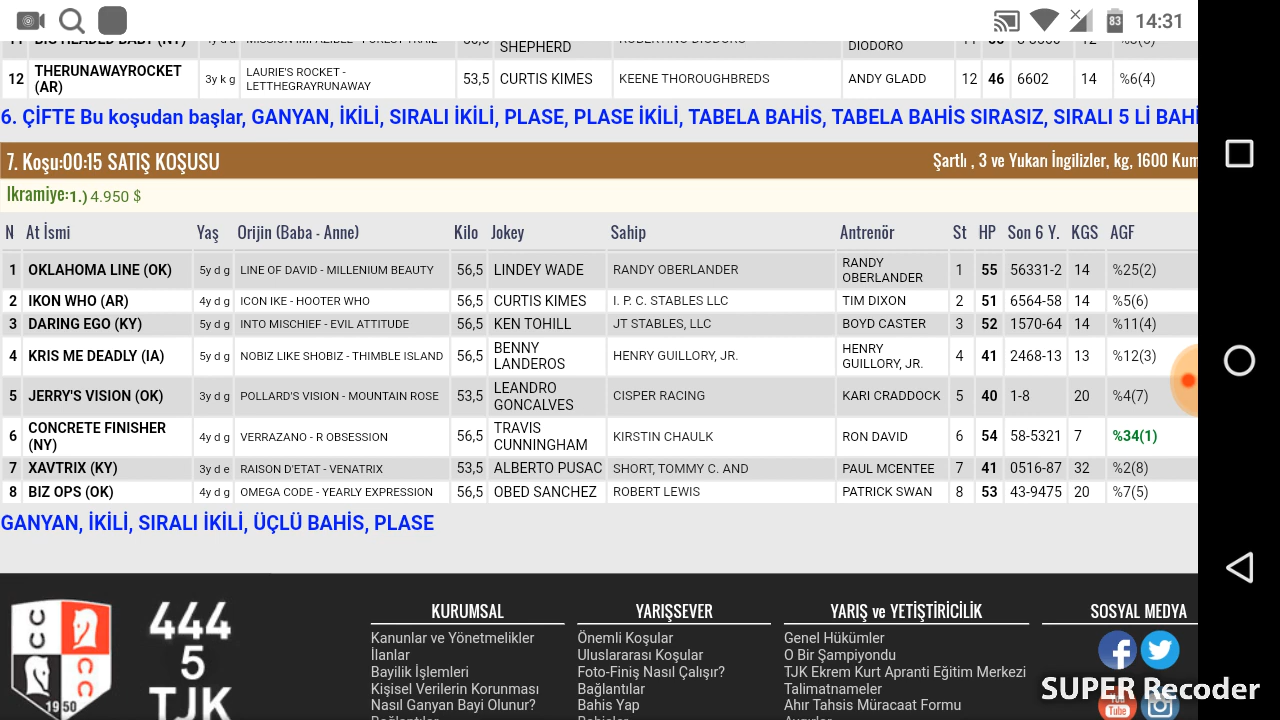 83 14:31
SHEPHERD
DIODORO
12 THERUNAWAYROCKET (AR) 3y k g LAURIE'S ROCKET - LETTHEGRAYRUNAWAY 53,5 CURTIS KIMES KEENE THOROUGHBREDS ANDY GLADD 12 46 6602 14 %6(4)
6. ÇİFTE Bu koşudan başlar, GANYAN, İKİLİ, SIRALI İKİLİ, PLASE, PLASE İKİLİ, TABELA BAHİS, TABELA BAHİS SIRASIZ, SIRALI 5 Lİ BAHİ
7. Koşu:00:15 SATIŞ KOŞUSU Şartlı , 3 ve Yukarı İngilizler, kg, 1600 Kum
Ikramiye:1.) 4.950 $
N At İsmi Yaş Orijin (Baba - Anne) Kilo Jokey Sahip Antrenör St HP Son 6 Y. KGS AGF
1 OKLAHOMA LINE (OK) 5y d g LINE OF DAVID - MILLENIUM BEAUTY 56,5 LINDEY WADE RANDY OBERLANDER RANDY OBERLANDER 1 55 56331-2 14 %25(2)
2 IKON WHO (AR) 4y d g ICON IKE - HOOTER WHO 56,5 CURTIS KIMES I. P. C. STABLES LLC TIM DIXON 2 51 6564-58 14 %5(6)
3 DARING EGO (KY) 5y d g INTO MISCHIEF - EVIL ATTITUDE 56,5 KEN TOHILL JT STABLES, LLC BOYD CASTER 3 52 1570-64 14 %11(4)
4 KRIS ME DEADLY (IA) 5y d g NOBIZ LIKE SHOBIZ - THIMBLE ISLAND 56,5 BENNY LANDEROS HENRY GUILLORY, JR. HENRY GUILLORY, JR. 4 41 2468-13 13 %12(3)
5 JERRY'S VISION (OK) 3y d g POLLARD'S VISION - MOUNTAIN ROSE 53,5 LEANDRO GONCALVES CISPER RACING KARI CRADDOCK 5 40 1-8 20 %4(7)
6 CONCRETE FINISHER (NY) 4y d g VERRAZANO - R OBSESSION 56,5 TRAVIS CUNNINGHAM KIRSTIN CHAULK RON DAVID 6 54 58-5321 7 %34(1)
7 XAVTRIX (KY) 3y d e RAISON D'ETAT - VENATRIX 53,5 ALBERTO PUSAC SHORT, TOMMY C. AND PAUL MCENTEE 7 41 0516-87 32 %2(8)
8 BIZ OPS (OK) 4y d g OMEGA CODE - YEARLY EXPRESSION 56,5 OBED SANCHEZ ROBERT LEWIS PATRICK SWAN 8 53 43-9475 20 %7(5)
GANYAN, İKİLİ, SIRALI İKİLİ, ÜÇLÜ BAHİS, PLASE
1950
444
5
TJK
KURUMSAL
Kanunlar ve Yönetmelikler
İlanlar
Bayilik İşlemleri
Kişisel Verilerin Korunması
Nasıl Ganyan Bayi Olunur?
YARIŞSEVER
Önemli Koşular
Uluslararası Koşular
Foto-Finiş Nasıl Çalışır?
Bağlantılar
Bahis Yap
YARIŞ ve YETİŞTİRİCİLİK
Genel Hükümler
O Bir Şampiyondu
TJK Ekrem Kurt Apranti Eğitim Merkezi
Talimatnameler
Ahır Tahsis Müracaat Formu
SOSYAL MEDYA
You
Tube
SUPER Recoder